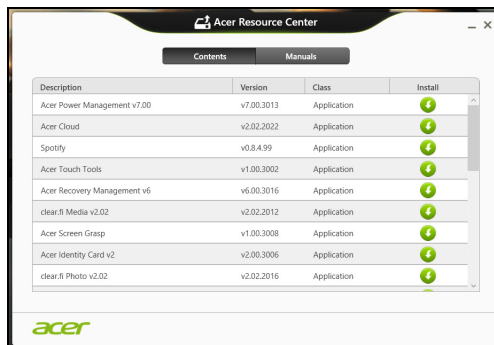 Acer Resource Center
Contents Manuals
Description Version Class Install
Acer Power Management v7.00 v7.00.3013 Application
Acer Cloud v2.02.2022 Application
Spotify v0.8.4.99 Application
Acer Touch Tools v1.00.3002 Application
Acer Recovery Management v6 v6.00.3016 Application
clear.fi Media v2.02 v2.02.2012 Application
Acer Screen Grasp v1.00.3008 Application
Acer Identity Card v2 v2.00.3006 Application
clear.fi Photo v2.02 v2.02.2016 Application
acer